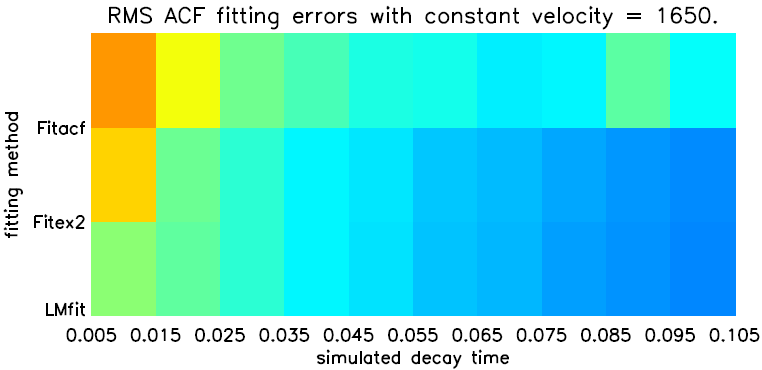 RMS ACF fitting errors with constant velocity = 1650.
fitting method
Fitacf
Fitex2
LMfit
0.005 0.015 0.025 0.035 0.045 0.055 0.065 0.075 0.085 0.095 0.105
simulated decay time